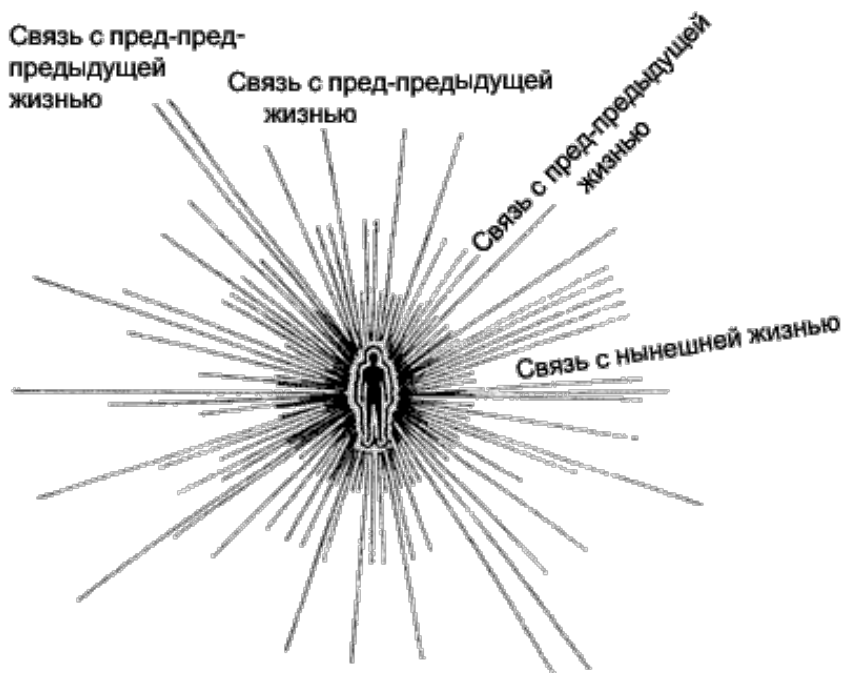 Связь с пред-пред-
предыдущей
жизнью
Связь с пред-предыдущей
жизнью
Связь с пред-предыдущей
жизнью
Связь с нынешней жизнью